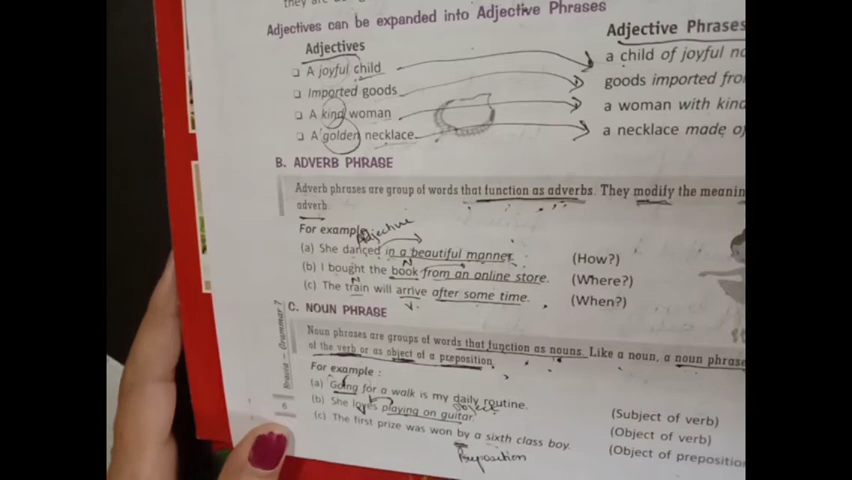 Adjectives can be expanded into Adjective Phrases
Adjectives
Adjective Phrases
❑ A joyful child
a child of joyful
❑ Imported goods
goods imported
❑ A kind woman
a woman with kind
❑ A golden necklace
a necklace made
B. ADVERB PHRASE
Adverb phrases are group of words that function as adverbs. They modify the
adverb.
For example
Adjective
(a) She danced in a beautiful manner. (How?)
N
(b) I bought the book from an online store. (Where?)
N
(c) The train will arrive after some time. (When?)
V
C. NOUN PHRASE
Noun phrases are groups of words that function as nouns. Like a noun, a noun phrase
of the verb or as object of a preposition.
For example :
(a) Going for a walk is my daily routine. (Subject of verb)
object
(b) She loves playing on guitar. (Object of verb)
V
(c) The first prize was won by a sixth class boy. (Object of preposition
Preposition
Grammar 7
6